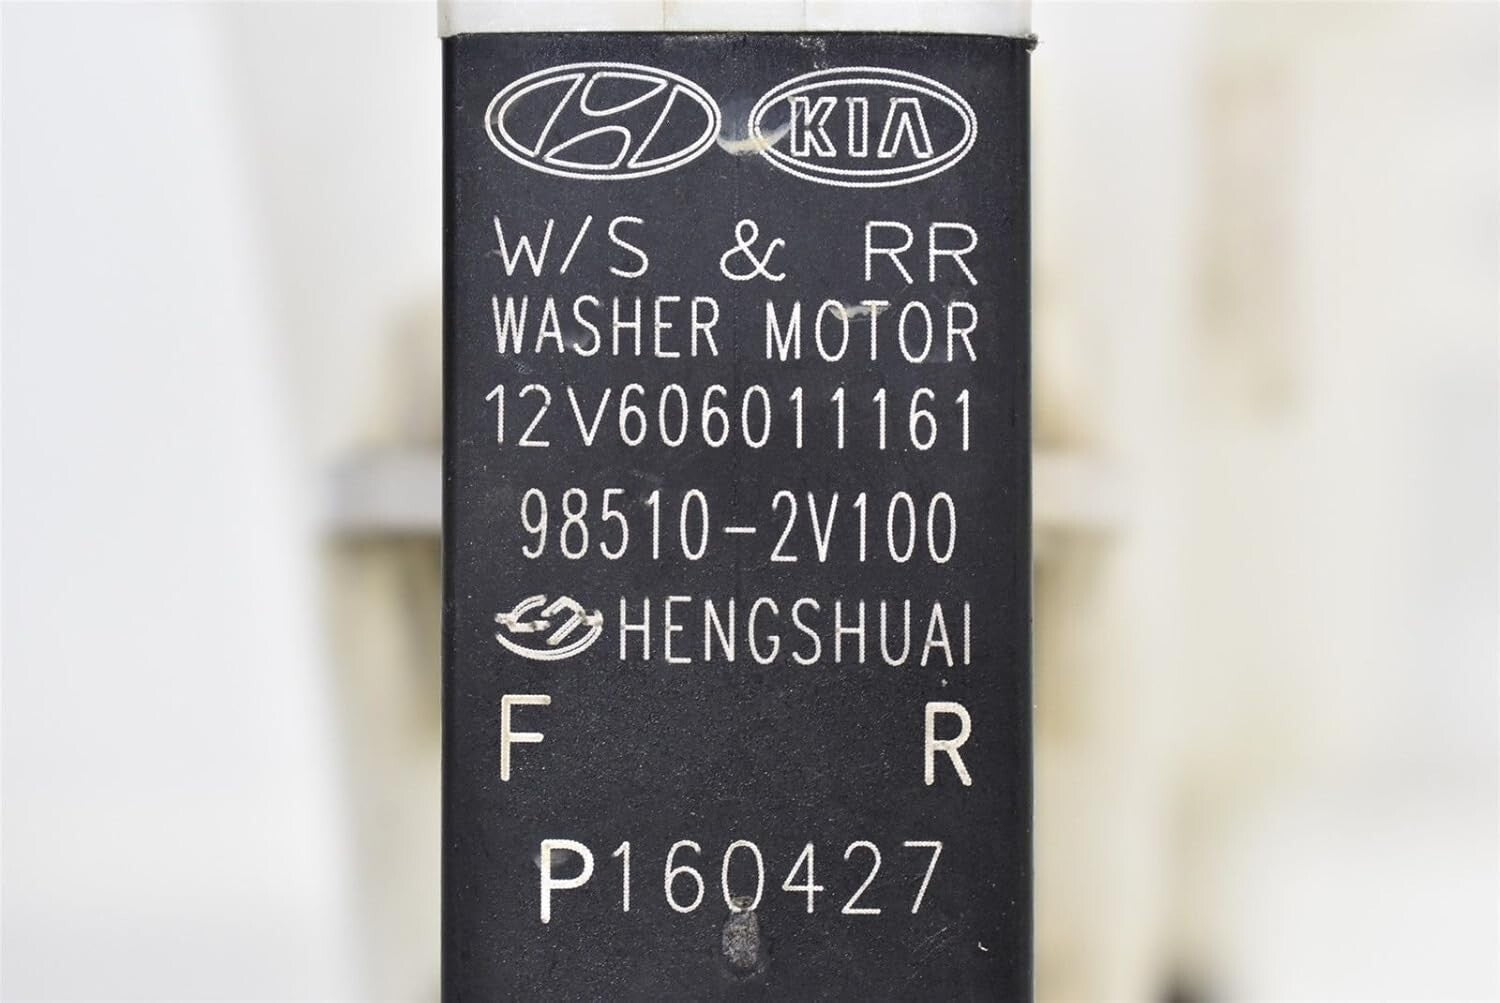 KIA
W/S & RR
WASHER MOTOR
12V606011161
98510-2V100
HENGSHUAI
F R
P160427